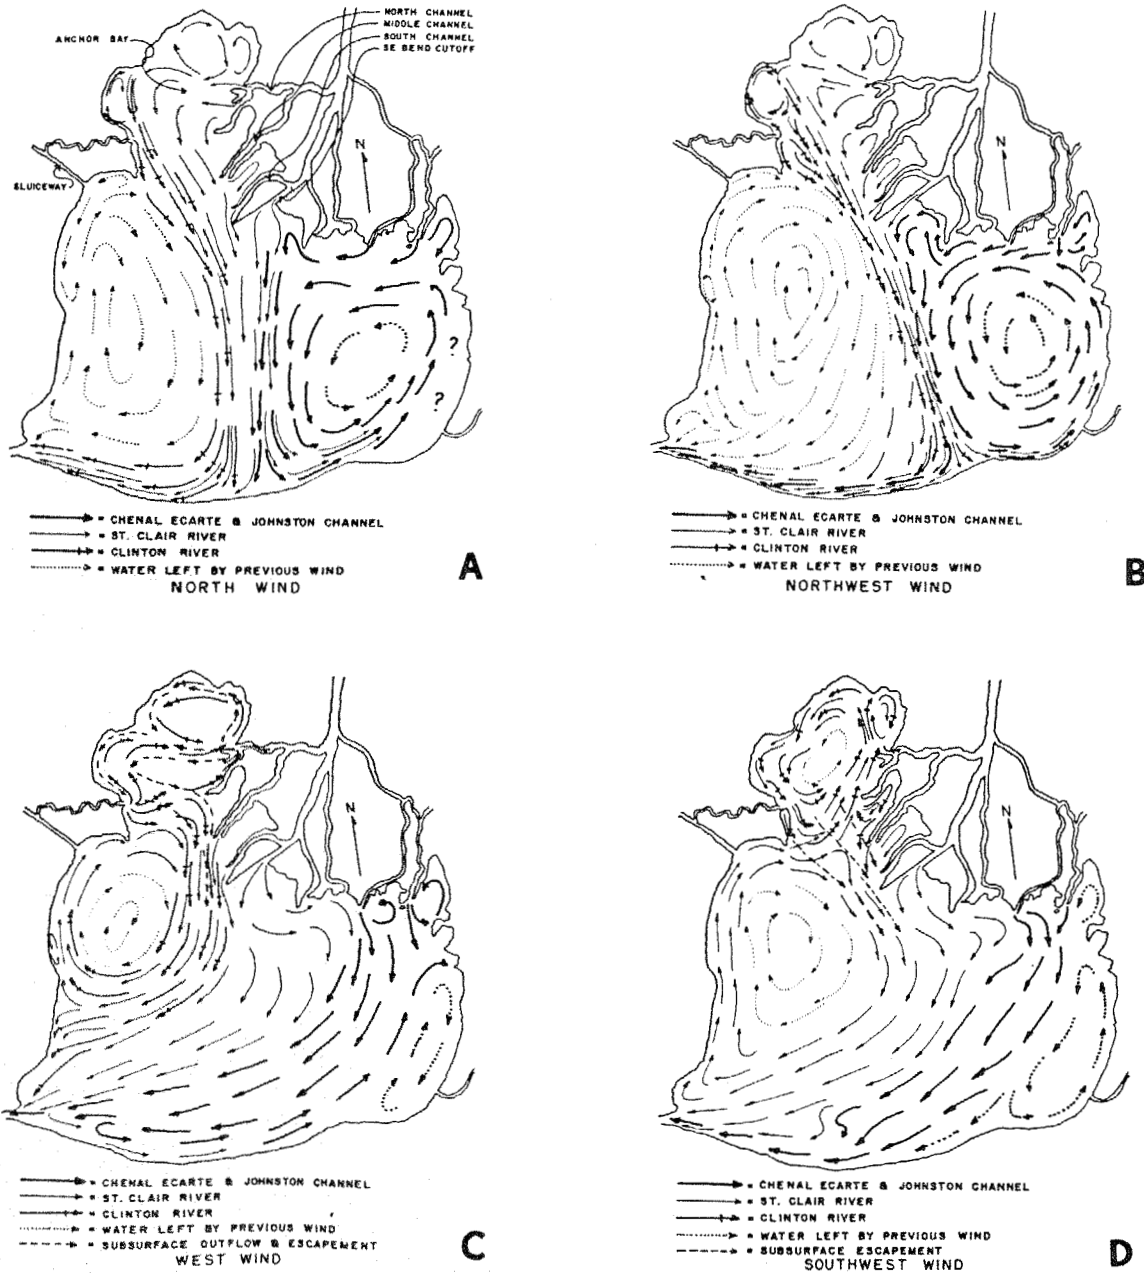 NORTH CHANNEL
MIDDLE CHANNEL
ANCHOR BAY
SOUTH CHANNEL
SE BEND CUTOFF
N
N
SLUICEWAY
?
?
= CHENAL ECARTE & JOHNSTON CHANNEL
= ST. CLAIR RIVER
= CLINTON RIVER
= WATER LEFT BY PREVIOUS WIND
NORTH WIND
A
= CHENAL ECARTE & JOHNSTON CHANNEL
= ST. CLAIR RIVER
= CLINTON RIVER
= WATER LEFT BY PREVIOUS WIND
NORTHWEST WIND
B
N
N
= CHENAL ECARTE & JOHNSTON CHANNEL
= ST. CLAIR RIVER
= CLINTON RIVER
= WATER LEFT BY PREVIOUS WIND
= SUBSURFACE OUTFLOW & ESCAPEMENT
WEST WIND
C
= CHENAL ECARTE & JOHNSTON CHANNEL
= ST. CLAIR RIVER
= CLINTON RIVER
= WATER LEFT BY PREVIOUS WIND
= SUBSURFACE ESCAPEMENT
SOUTHWEST WIND
D